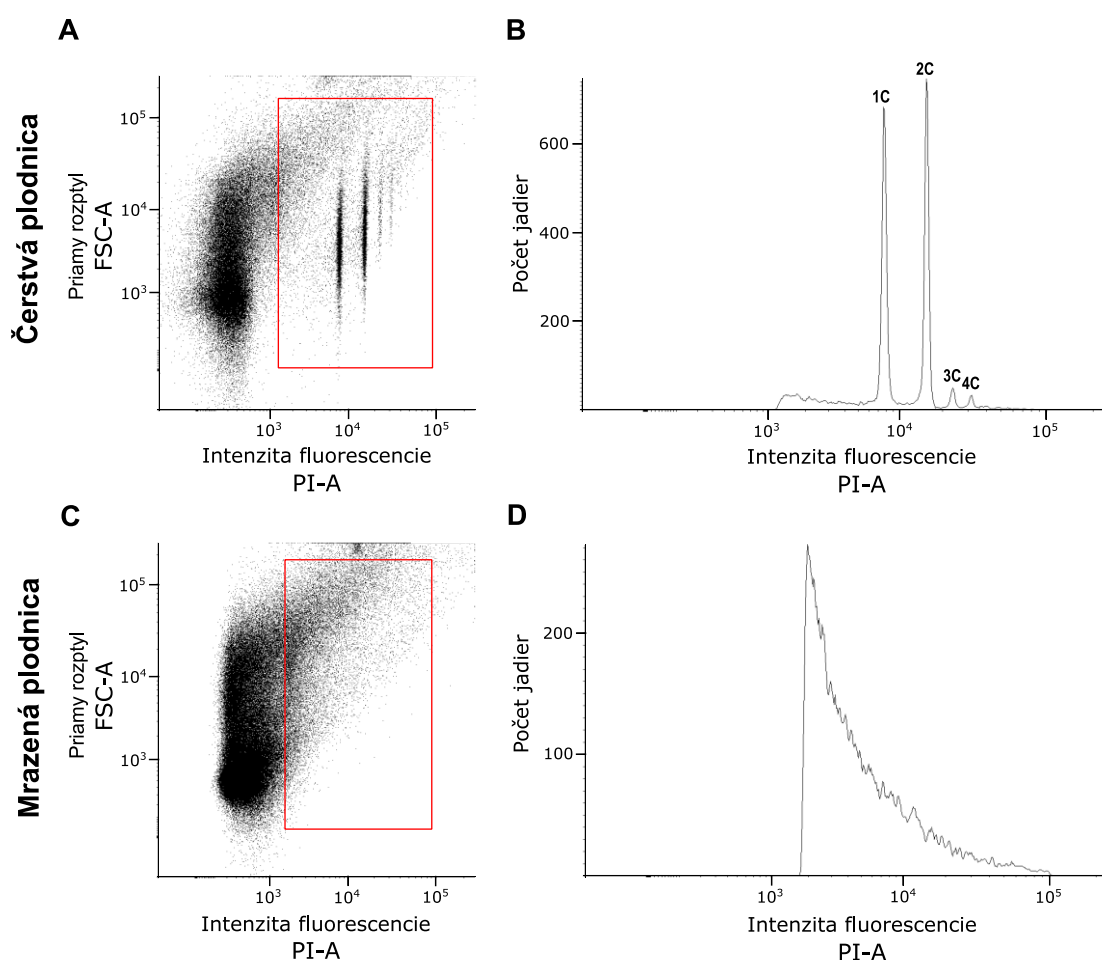 A
Čerstvá plodnica
Priamy rozptyl
FSC-A
10⁵
10⁴
10³
10³ 10⁴ 10⁵
Intenzita fluorescencie
PI-A
B
Počet jadier
600
400
200
1C
2C
3C
4C
10³ 10⁴ 10⁵
Intenzita fluorescencie
PI-A
C
Mrazená plodnica
Priamy rozptyl
FSC-A
10⁵
10⁴
10³
10³ 10⁴ 10⁵
Intenzita fluorescencie
PI-A
D
Počet jadier
200
100
10³ 10⁴ 10⁵
Intenzita fluorescencie
PI-A